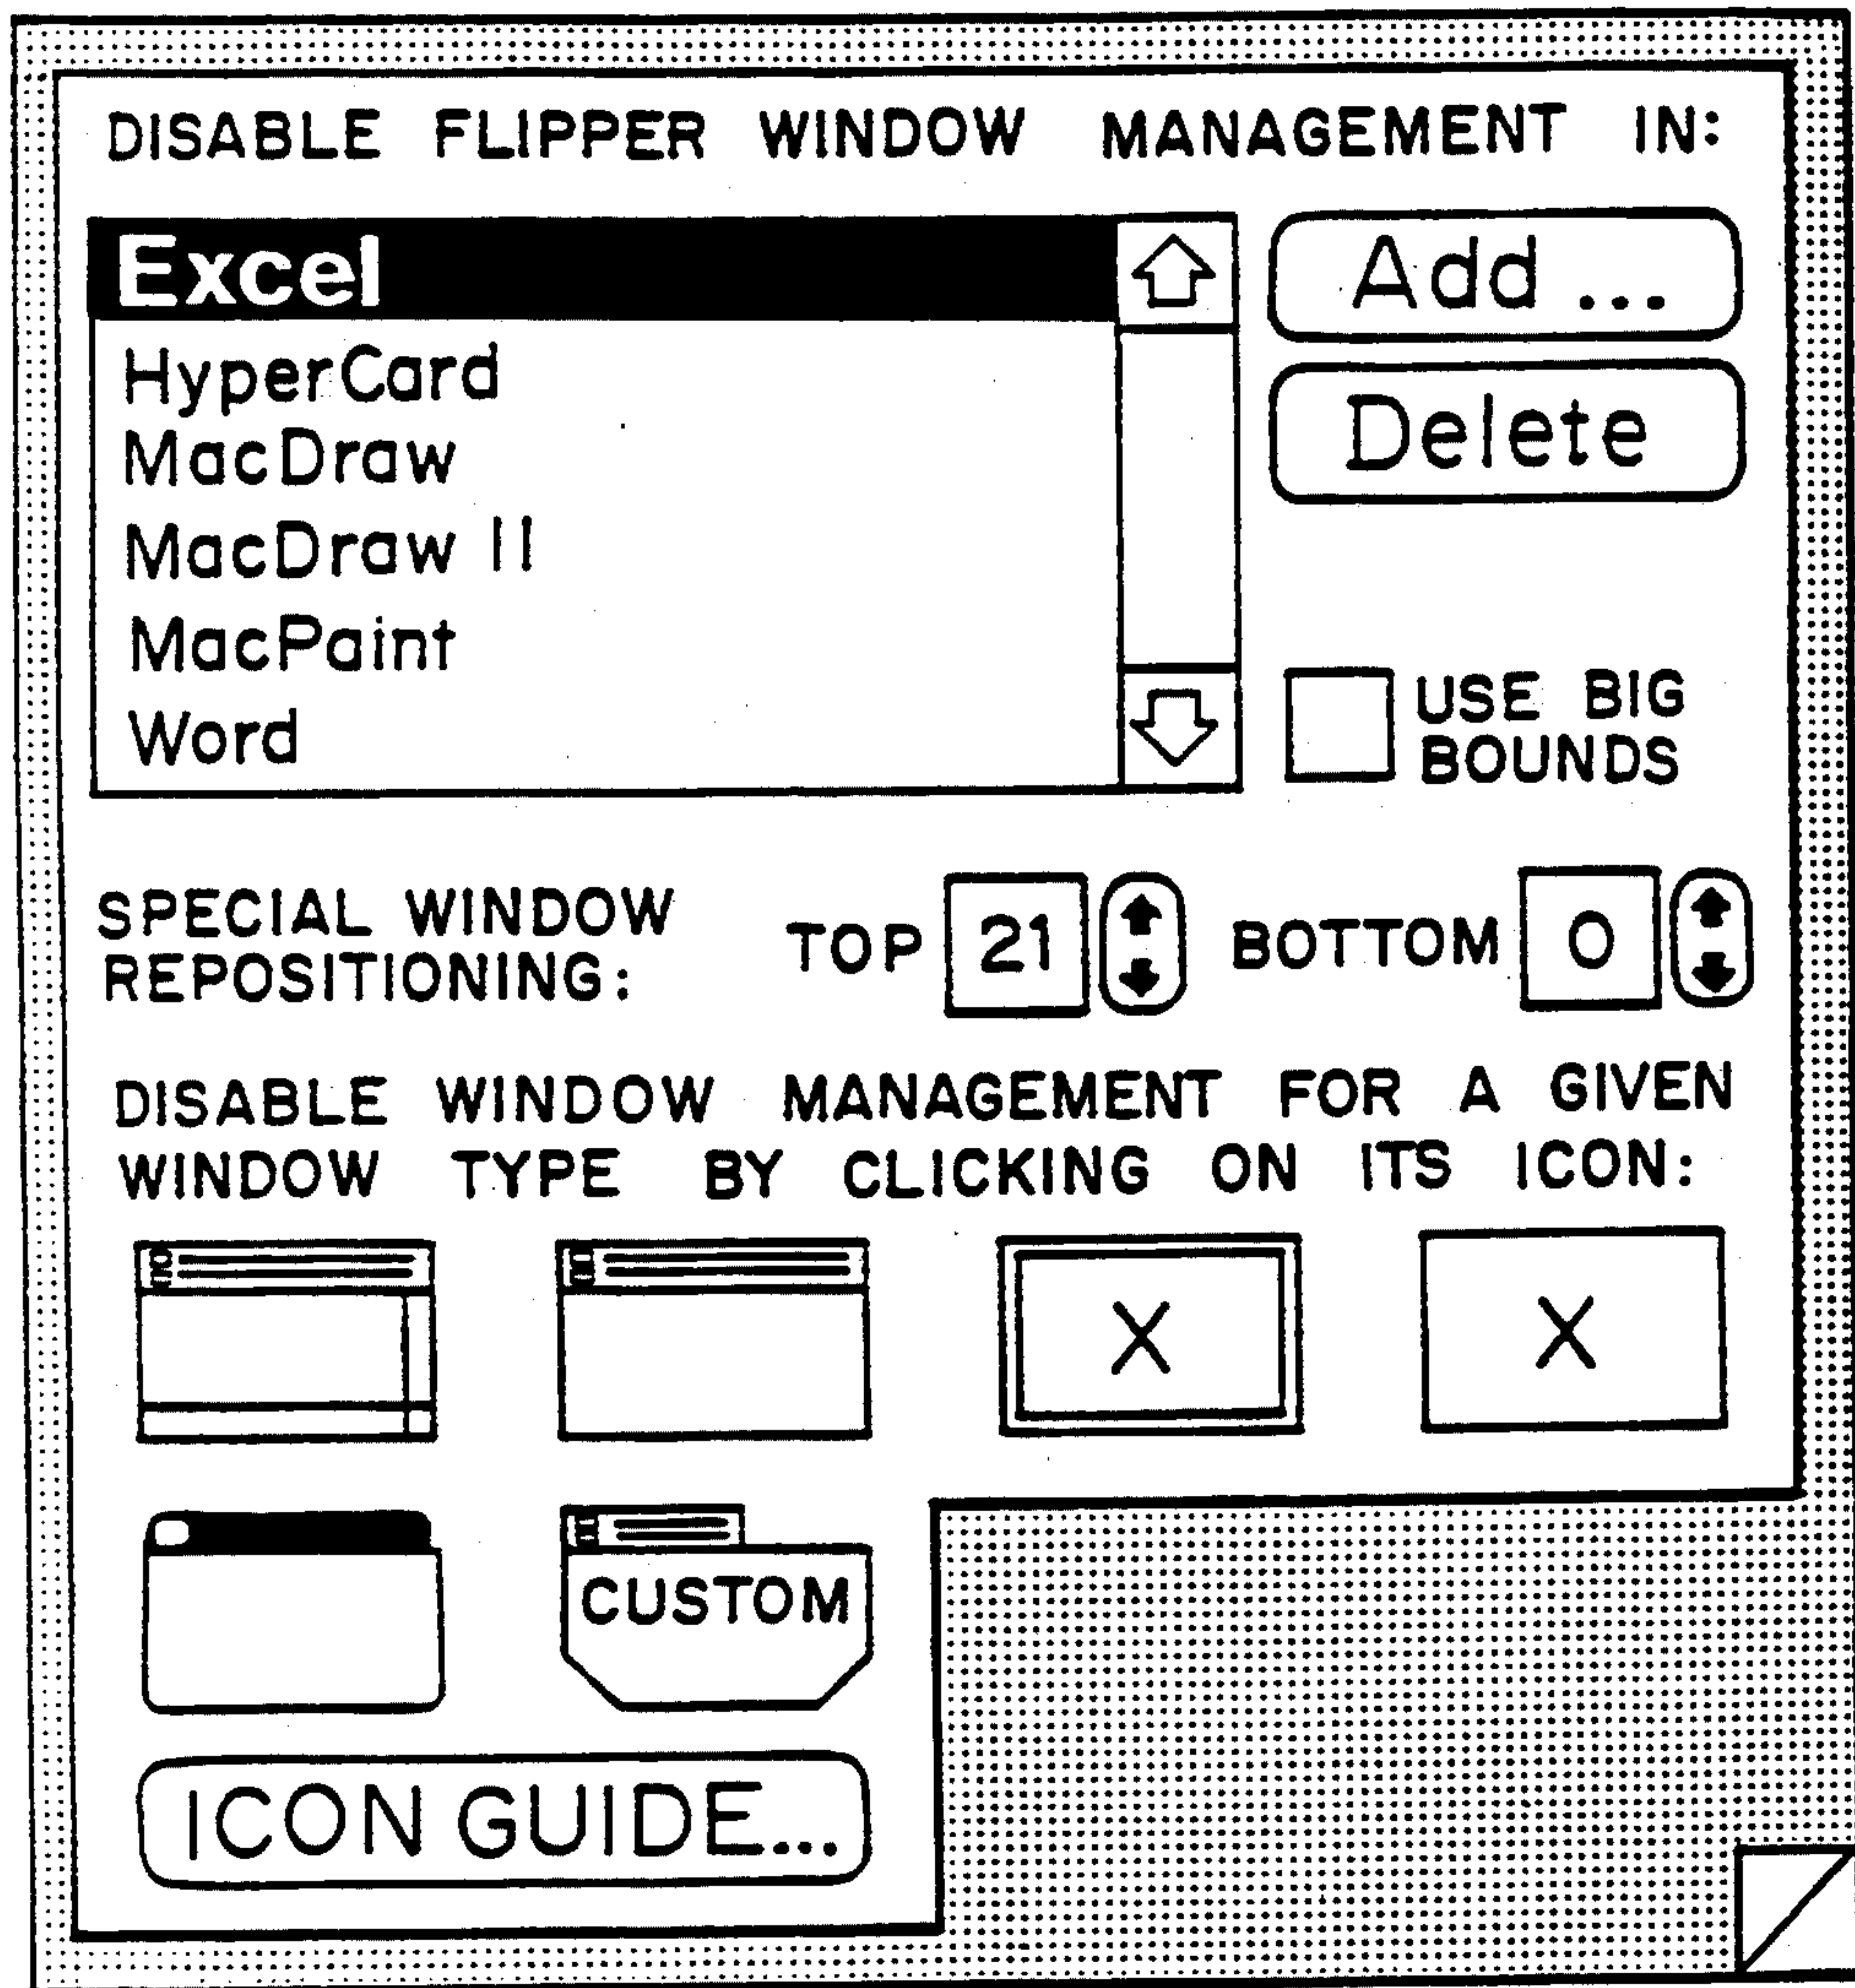 DISABLE FLIPPER WINDOW MANAGEMENT IN:
Excel
Add ...
HyperCard
Delete
MacDraw
MacDraw II
MacPaint
Word
USE BIG
BOUNDS
SPECIAL WINDOW
REPOSITIONING:
TOP 21 BOTTOM 0
DISABLE WINDOW MANAGEMENT FOR A GIVEN
WINDOW TYPE BY CLICKING ON ITS ICON:
X X
CUSTOM
ICON GUIDE...